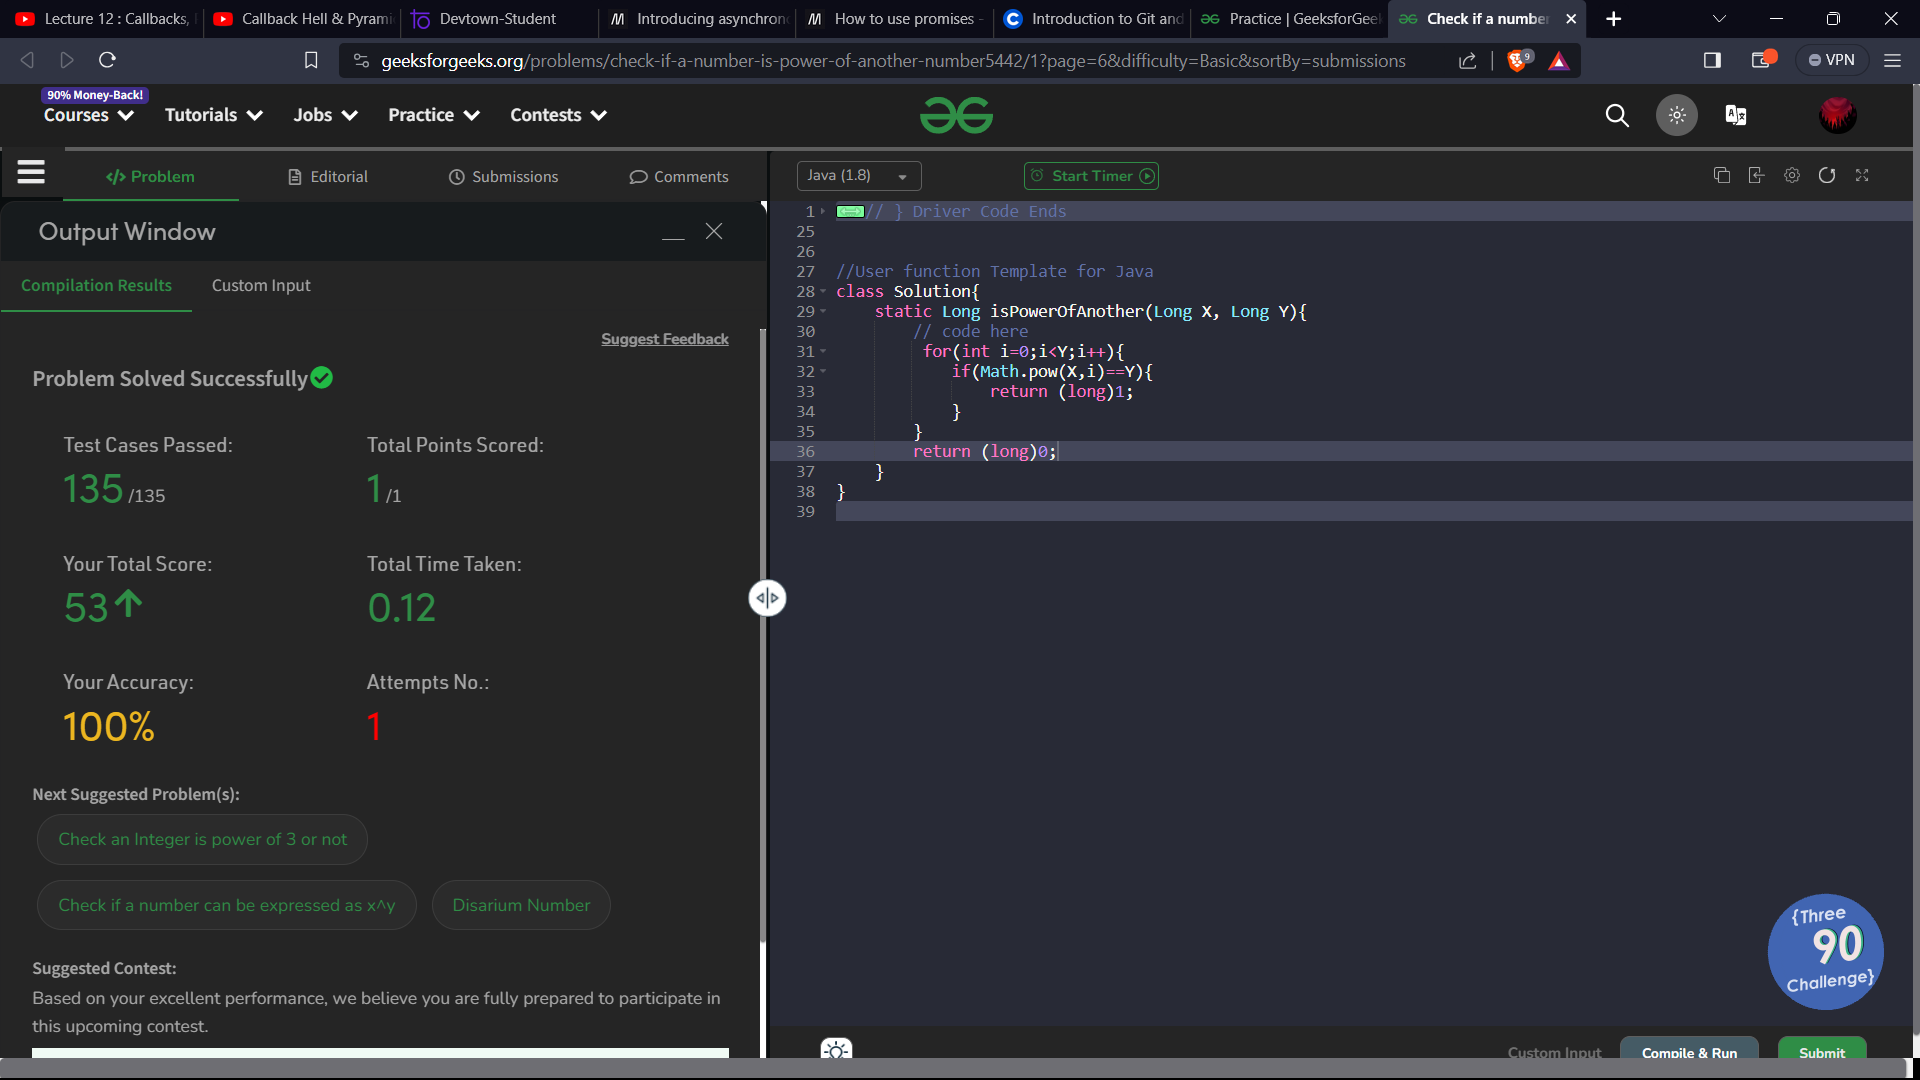 Lecture 12 : Callbacks,
Callback Hell & Pyrami
Devtown-Student
Introducing asynchron
How to use promises -
Introduction to Git and
Practice | GeeksforGeek
Check if a number
geeksforgeeks.org/problems/check-if-a-number-is-power-of-another-number5442/1?page=6&difficulty=Basic&sortBy=submissions
9
VPN
90% Money-Back!
Courses
Tutorials
Jobs
Practice
Contests
</> Problem
Editorial
Submissions
Comments
Java (1.8)
Start Timer
Output Window
Compilation Results
Custom Input
Suggest Feedback
Problem Solved Successfully
Test Cases Passed:
135 /135
Total Points Scored:
1 /1
Your Total Score:
53
Total Time Taken:
0.12
Your Accuracy:
100%
Attempts No.:
1
Next Suggested Problem(s):
Check an Integer is power of 3 or not
Check if a number can be expressed as x^y
Disarium Number
Suggested Contest:
Based on your excellent performance, we believe you are fully prepared to participate in
this upcoming contest.
1 // } Driver Code Ends
25
26
27 //User function Template for Java
28 class Solution{
29 static Long isPowerOfAnother(Long X, Long Y){
30 // code here
31 for(int i=0;i<Y;i++){
32 if(Math.pow(X,i)==Y){
33 return (long)1;
34 }
35 }
36 return (long)0;
37 }
38 }
39
{Three
90
Challenge}
Custom Input
Compile & Run
Submit